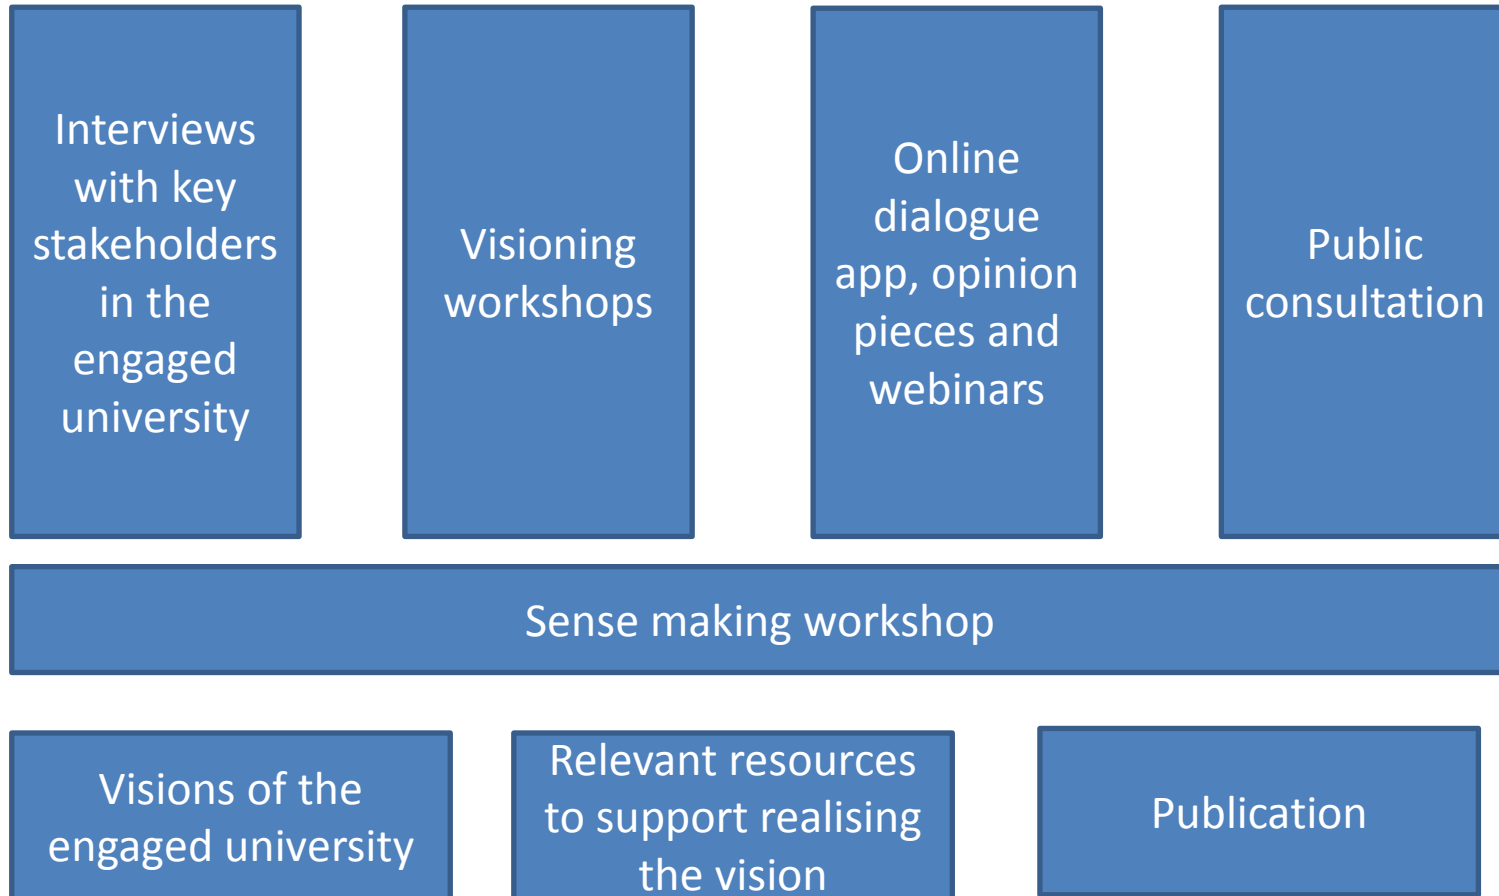 Interviews
with key
stakeholders
in the
engaged
university
Visioning
workshops
Online
dialogue
app, opinion
pieces and
webinars
Public
consultation
Sense making workshop
Visions of the
engaged university
Relevant resources
to support realising
the vision
Publication